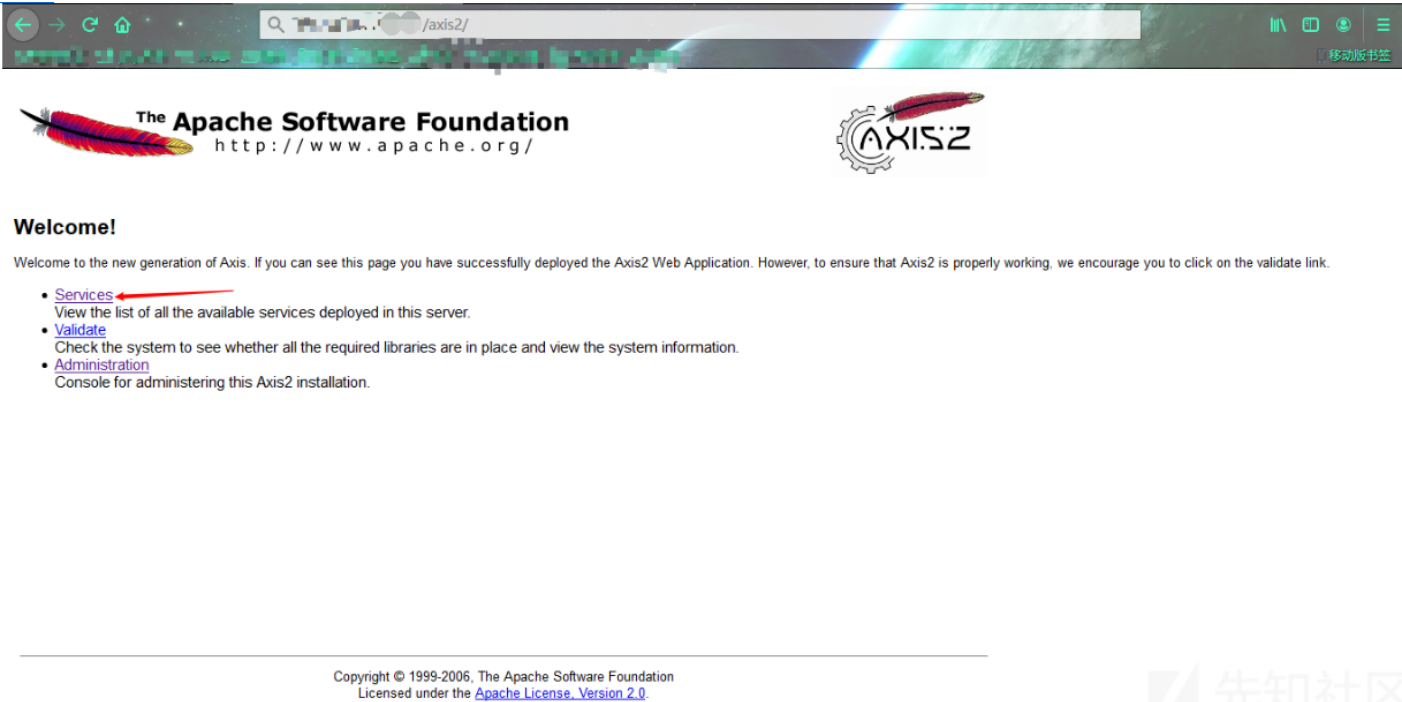 /axis2/
移动版书签
The Apache Software Foundation
http://www.apache.org/
AXIS2
Welcome!
Welcome to the new generation of Axis. If you can see this page you have successfully deployed the Axis2 Web Application. However, to ensure that Axis2 is properly working, we encourage you to click on the validate link.
Services
View the list of all the available services deployed in this server.
Validate
Check the system to see whether all the required libraries are in place and view the system information.
Administration
Console for administering this Axis2 installation.
Copyright © 1999-2006, The Apache Software Foundation
Licensed under the Apache License, Version 2.0.
先知社区